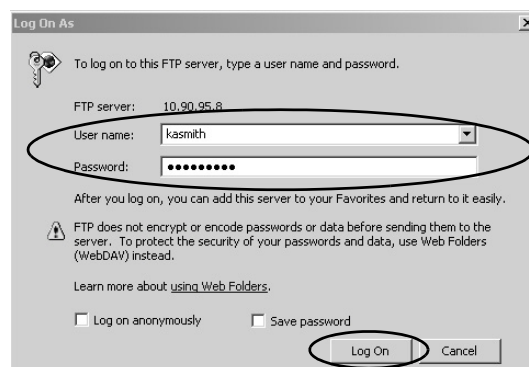 Log On As
To log on to this FTP server, type a user name and password.
FTP server: 10.90.95.8
User name: kasmith
Password: ●●●●●●●●●
After you log on, you can add this server to your Favorites and return to it easily.
FTP does not encrypt or encode passwords or data before sending them to the
server. To protect the security of your passwords and data, use Web Folders
(WebDAV) instead.
Learn more about using Web Folders.
Log on anonymously Save password
Log On Cancel